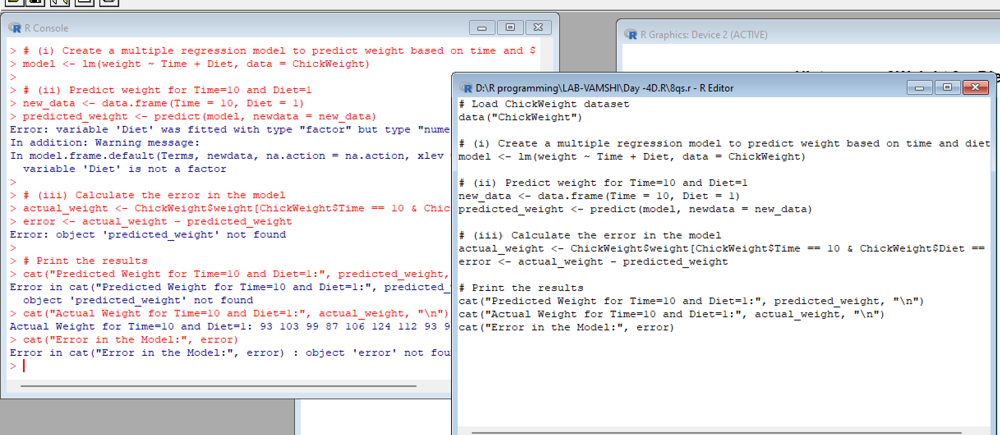 R Console
> # (i) Create a multiple regression model to predict weight based on time and $
> model <- lm(weight ~ Time + Diet, data = ChickWeight)
>
> # (ii) Predict weight for Time=10 and Diet=1
> new_data <- data.frame(Time = 10, Diet = 1)
> predicted_weight <- predict(model, newdata = new_data)
Error: variable 'Diet' was fitted with type "factor" but type "nume
In addition: Warning message:
In model.frame.default(Terms, newdata, na.action = na.action, xlev
  variable 'Diet' is not a factor
>
> # (iii) Calculate the error in the model
> actual_weight <- ChickWeight$weight[ChickWeight$Time == 10 & Chic
> error <- actual_weight - predicted_weight
Error: object 'predicted_weight' not found
>
> # Print the results
> cat("Predicted Weight for Time=10 and Diet=1:", predicted_weight,
Error in cat("Predicted Weight for Time=10 and Diet=1:", predicted_
  object 'predicted_weight' not found
> cat("Actual Weight for Time=10 and Diet=1:", actual_weight, "\n")
Actual Weight for Time=10 and Diet=1: 93 103 99 87 106 124 112 93 9
> cat("Error in the Model:", error)
Error in cat("Error in the Model:", error) : object 'error' not fou
>
R Graphics: Device 2 (ACTIVE)
D:\R programming\LAB-VAMSHI\Day -4D.R\8qs.r - R Editor
# Load ChickWeight dataset
data("ChickWeight")
# (i) Create a multiple regression model to predict weight based on time and diet
model <- lm(weight ~ Time + Diet, data = ChickWeight)
# (ii) Predict weight for Time=10 and Diet=1
new_data <- data.frame(Time = 10, Diet = 1)
predicted_weight <- predict(model, newdata = new_data)
# (iii) Calculate the error in the model
actual_weight <- ChickWeight$weight[ChickWeight$Time == 10 & ChickWeight$Diet ==
error <- actual_weight - predicted_weight
# Print the results
cat("Predicted Weight for Time=10 and Diet=1:", predicted_weight, "\n")
cat("Actual Weight for Time=10 and Diet=1:", actual_weight, "\n")
cat("Error in the Model:", error)